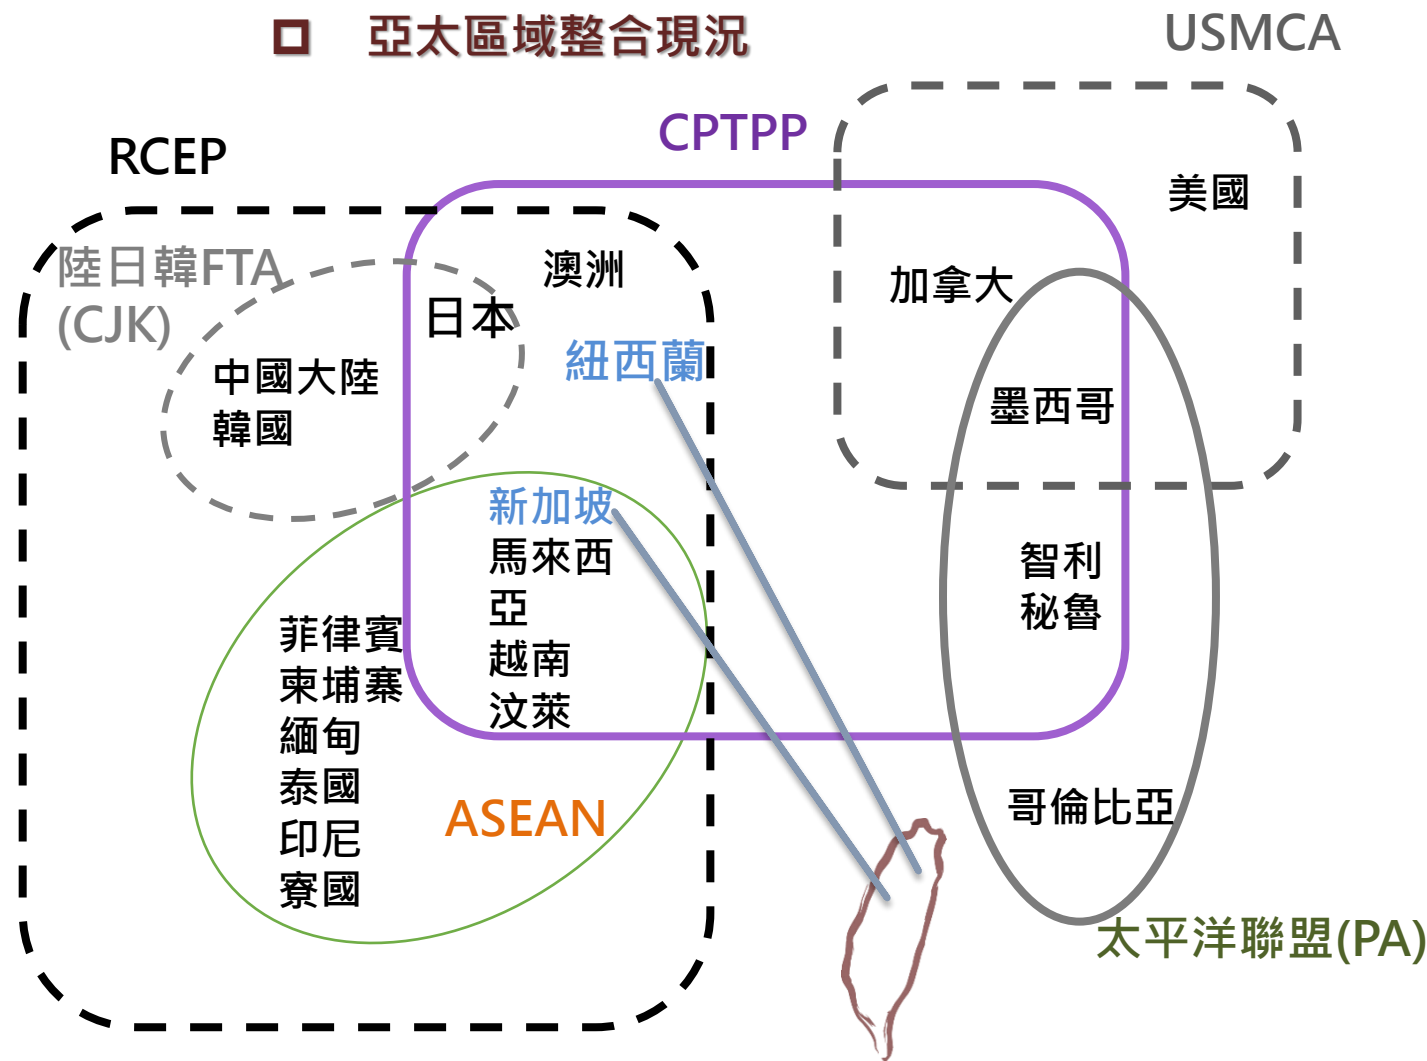 亞太區域整合現況
USMCA
CPTPP
RCEP
美國
陸日韓FTA
(CJK)
澳洲
加拿大
日本
紐西蘭
中國大陸
韓國
墨西哥
新加坡
馬來西
亞
越南
汶萊
智利
秘魯
菲律賓
柬埔寨
緬甸
泰國
印尼
寮國
ASEAN
哥倫比亞
太平洋聯盟(PA)